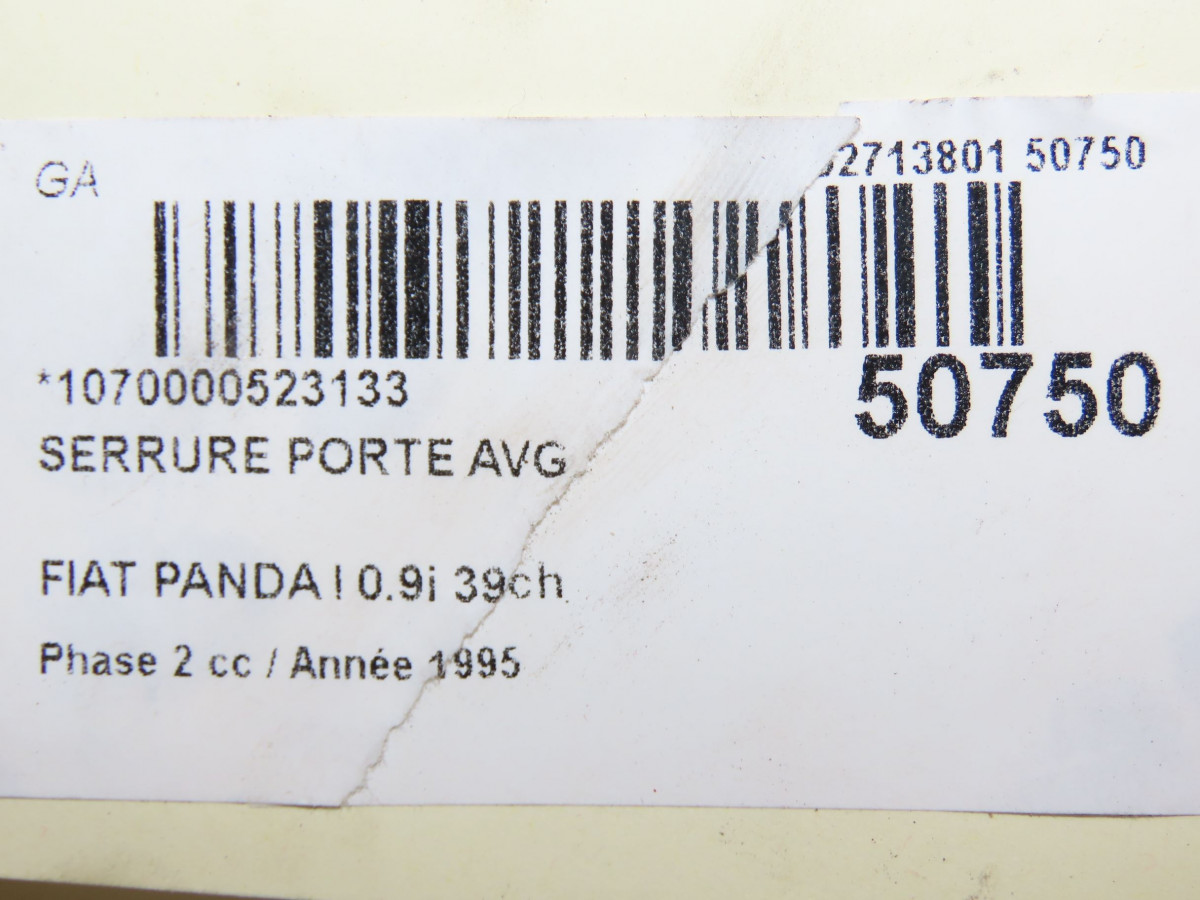 GA
2713801 50750
*1070000523133
50750
SERRURE PORTE AVG
FIAT PANDA I 0.9i 39ch
Phase 2 cc / Année 1995